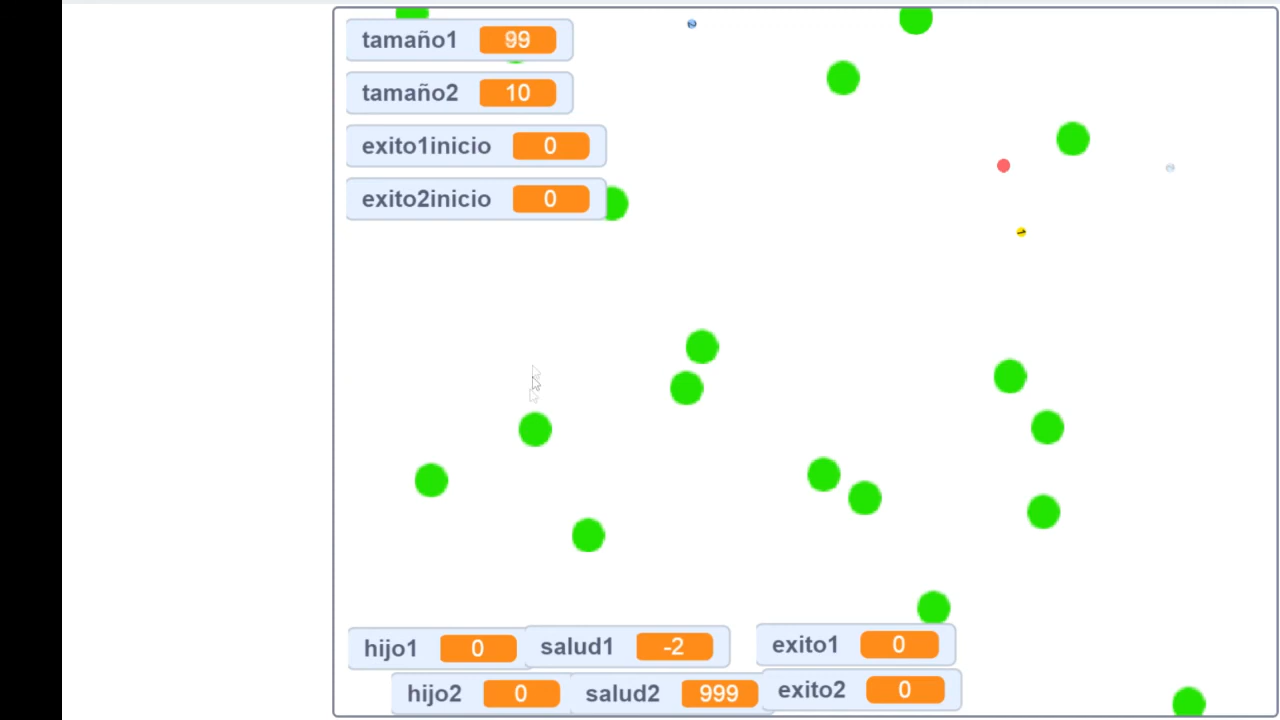 tamaño1 99
tamaño2 10
exito1inicio 0
exito2inicio 0
hijo1 0 salud1 -2 exito1 0
hijo2 0 salud2 999 exito2 0